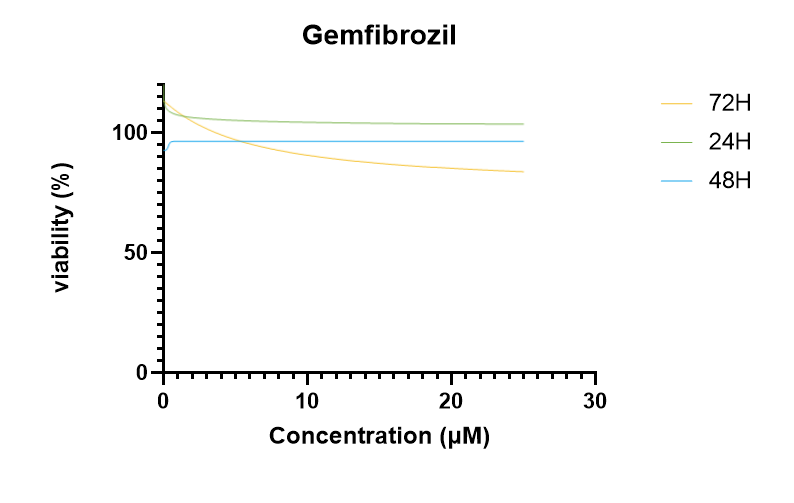 Gemfibrozil
72H
24H
48H
viability (%)
100
50
0
0 10 20 30
Concentration (µM)